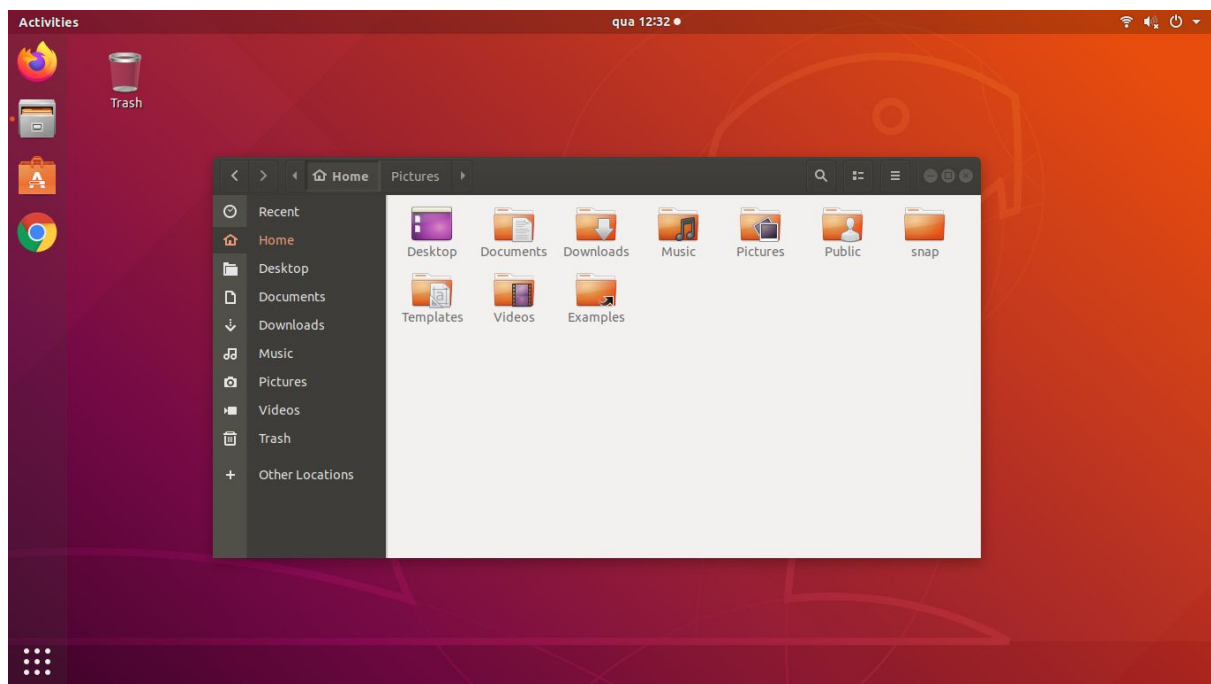 Activities
qua 12:32
Trash
Home Pictures
Recent
Home
Desktop
Documents
Downloads
Music
Pictures
Videos
Trash
Other Locations
Desktop Documents Downloads Music Pictures Public snap
Templates Videos Examples